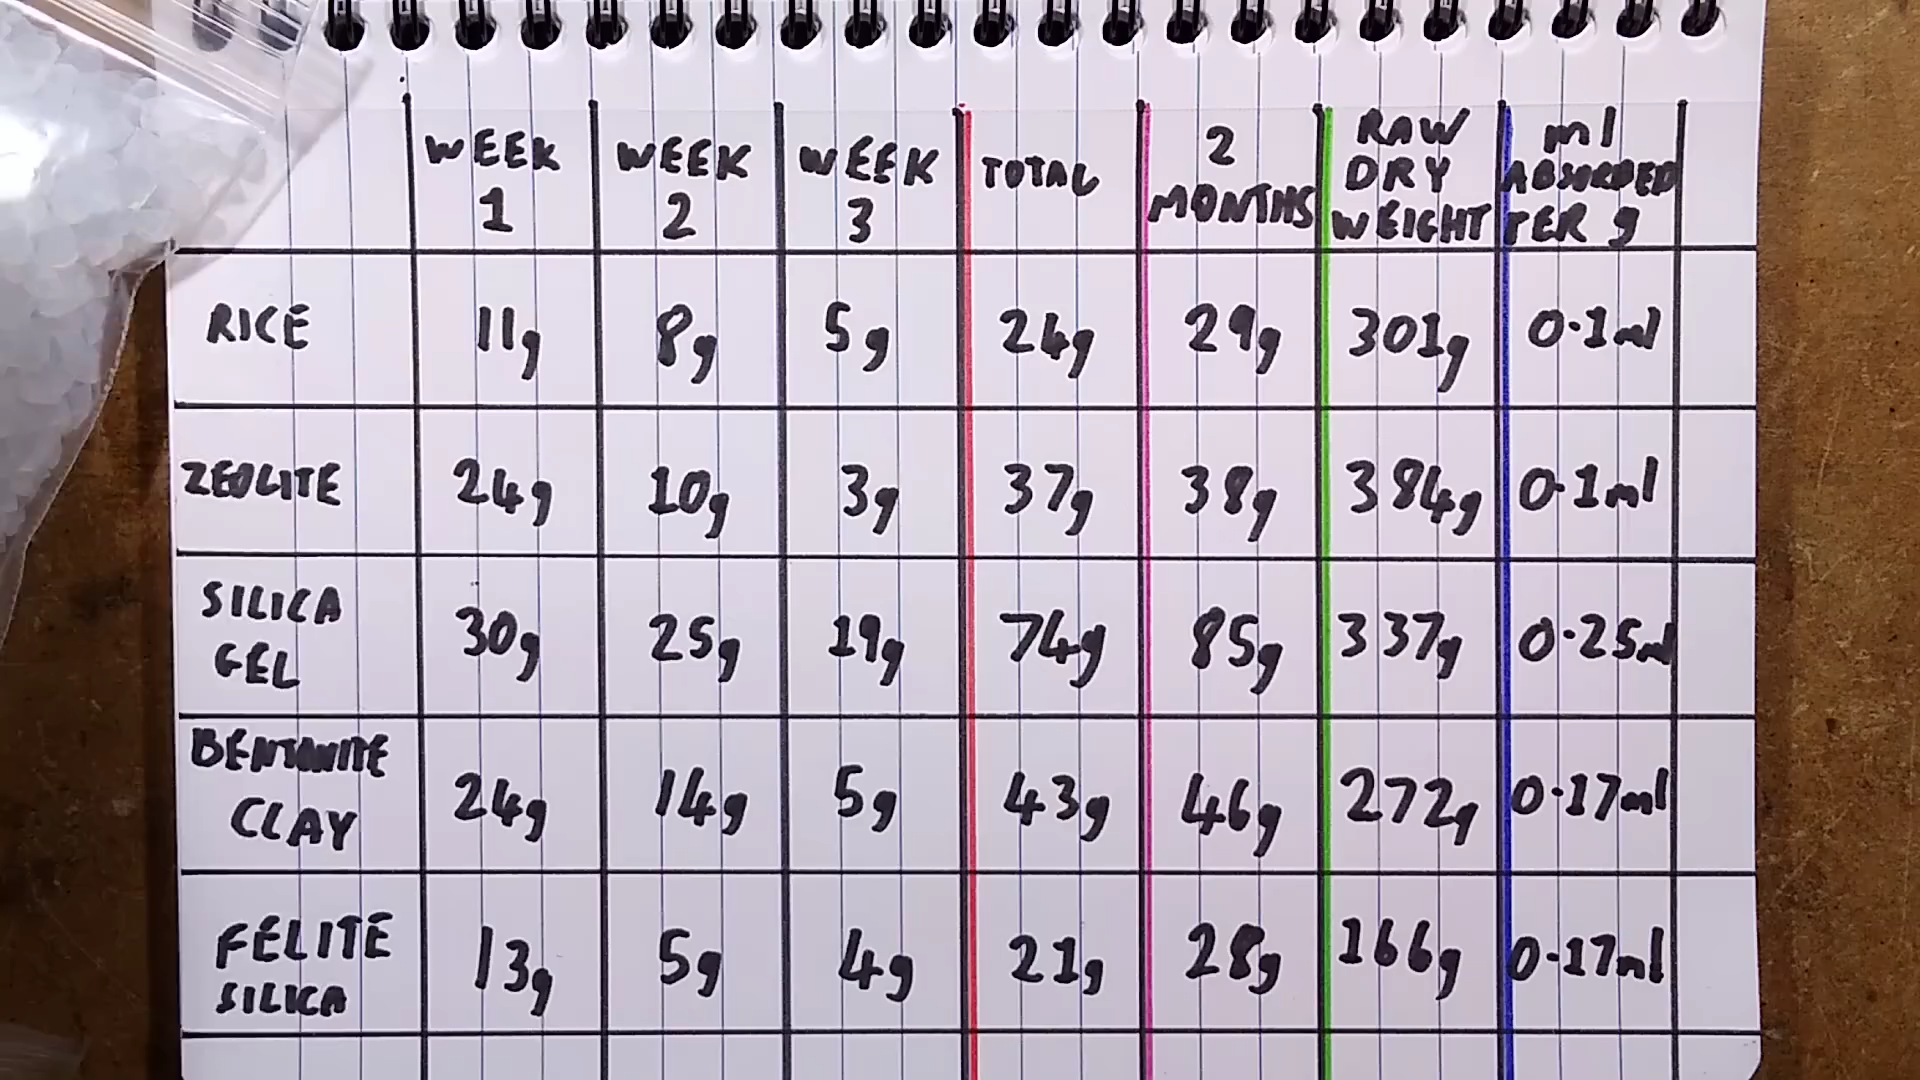 WEEK 1 WEEK 2 WEEK 3 TOTAL 2 MONTHS RAW DRY WEIGHT ml ABSORBED PER g
RICE 11g 8g 5g 24g 29g 301g 0.1ml
ZEOLITE 24g 10g 3g 37g 38g 384g 0.1ml
SILICA GEL 30g 25g 19g 74g 85g 337g 0.25ml
BENTONITE CLAY 24g 14g 5g 43g 46g 272g 0.17ml
FELITE SILICA 13g 5g 4g 21g 28g 166g 0.17ml